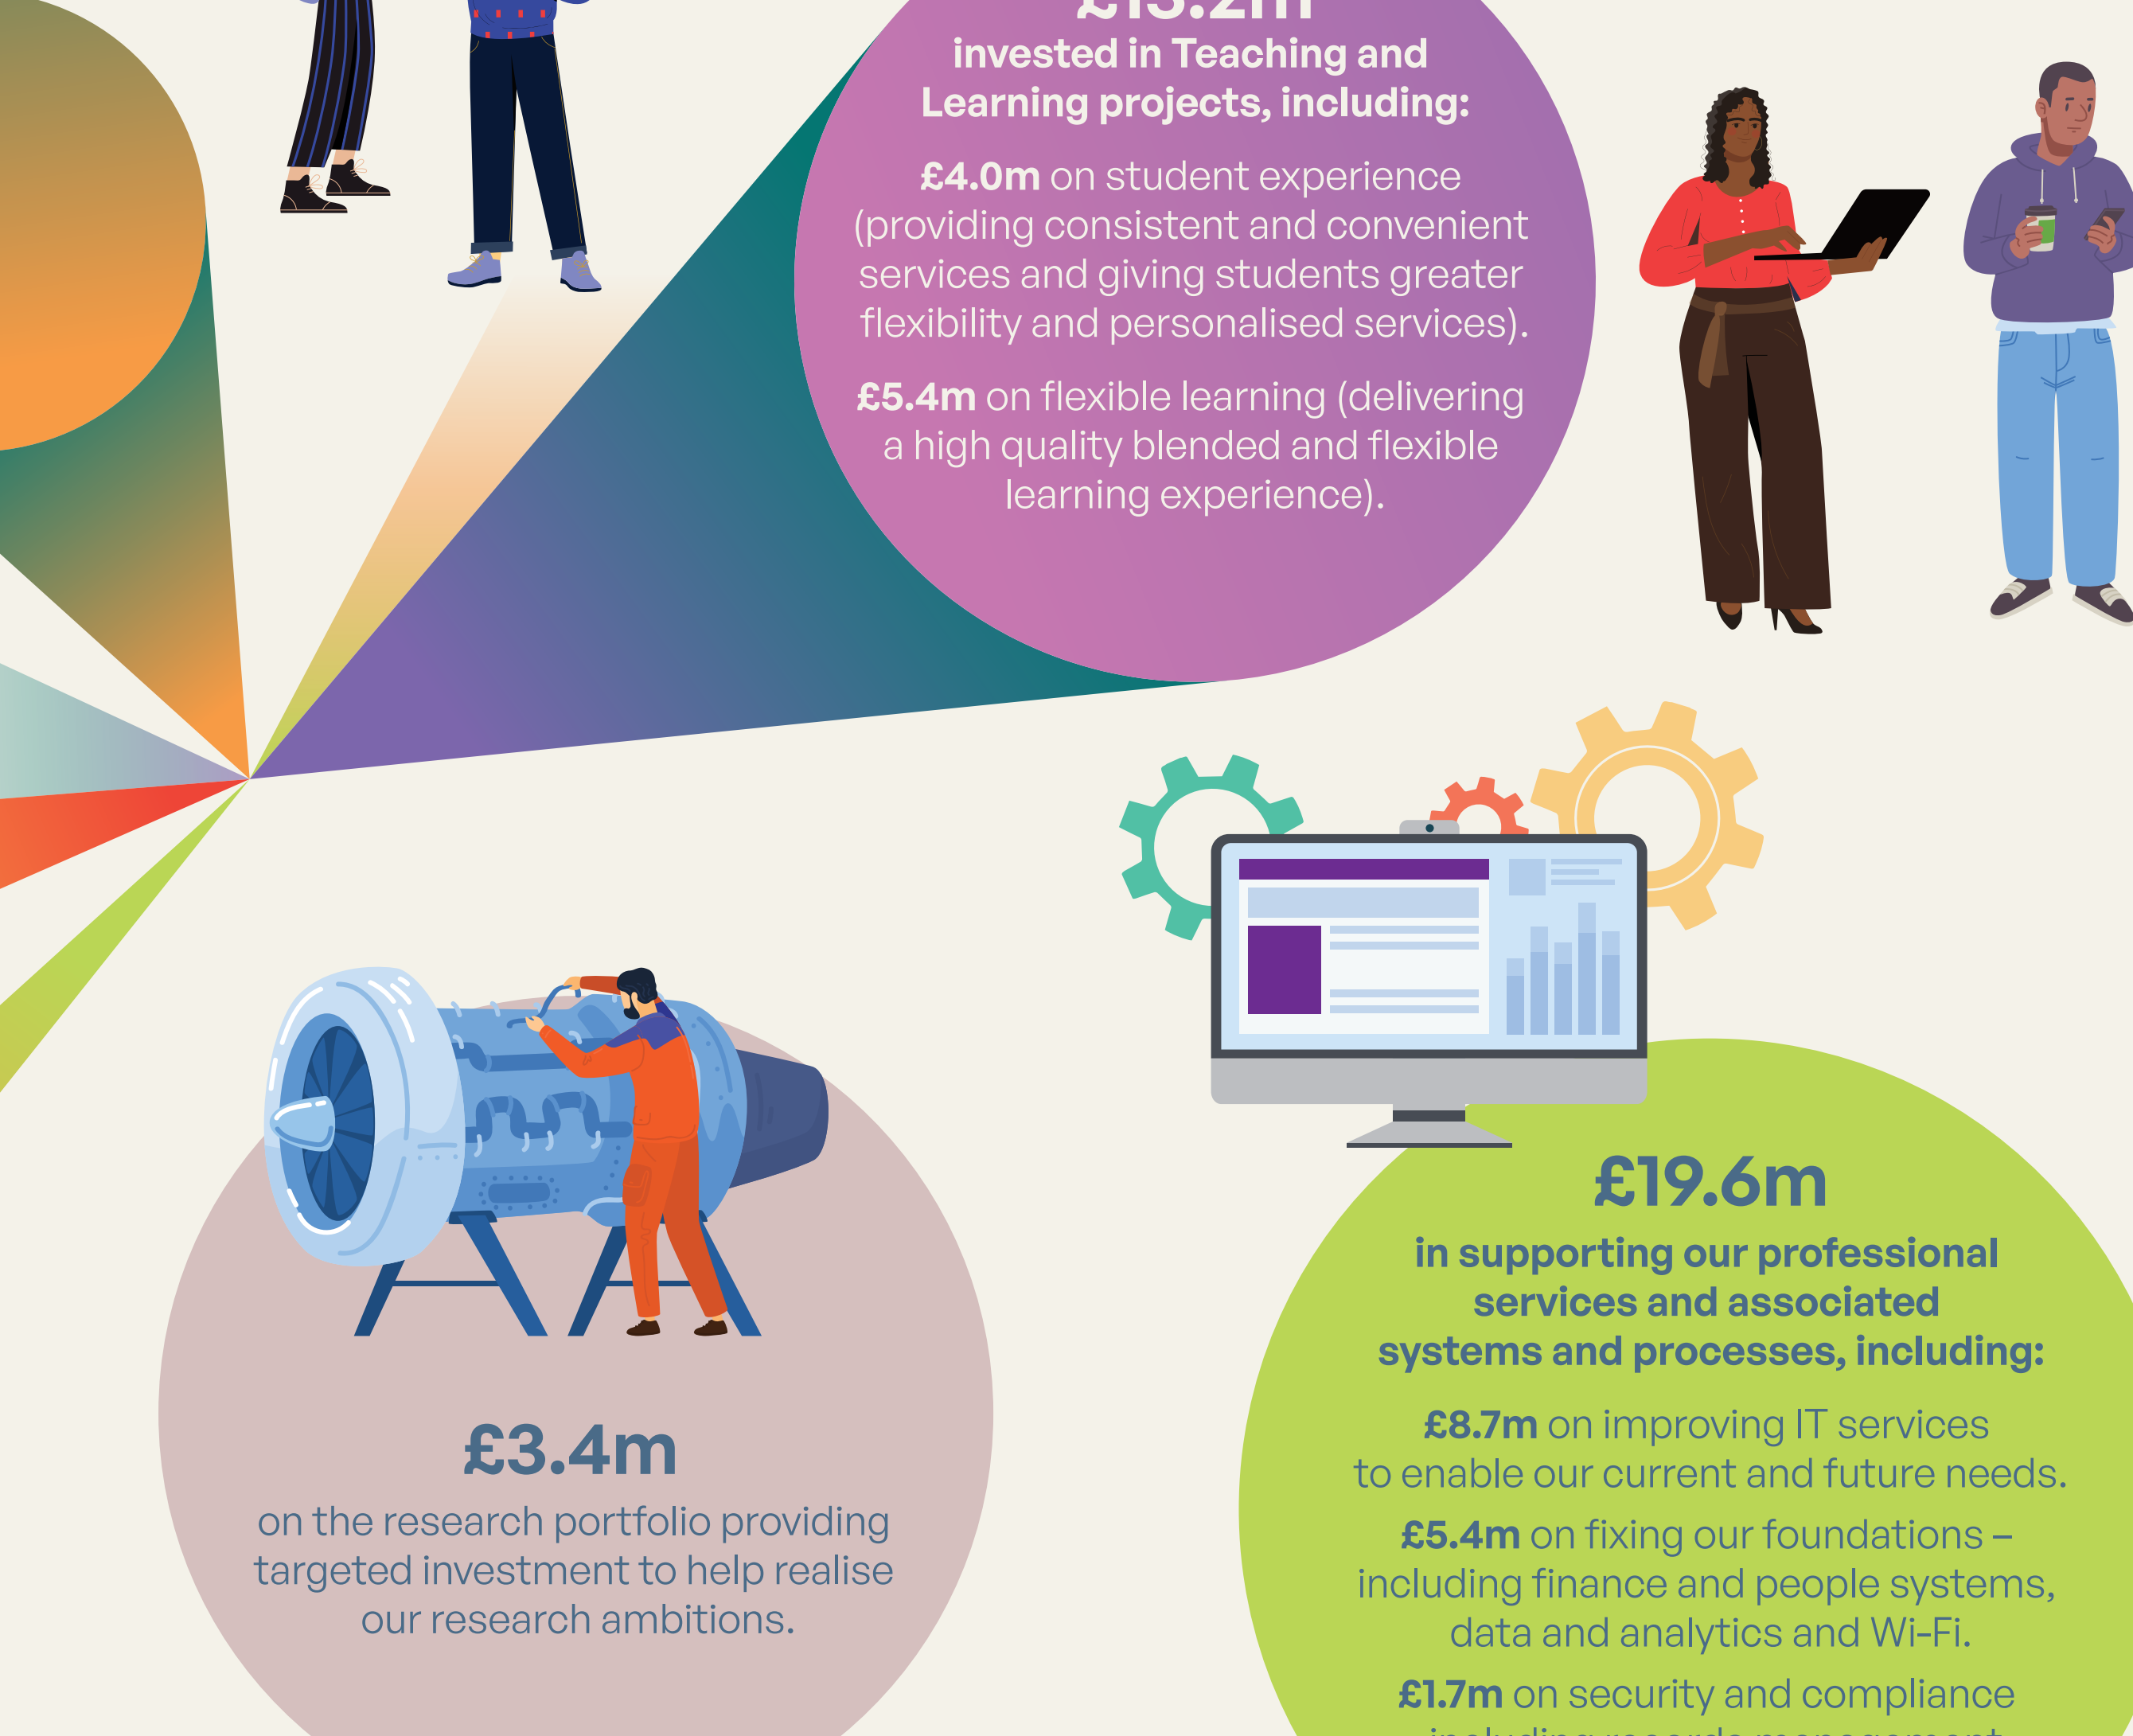 £13.2m
invested in Teaching and
Learning projects, including:
£4.0m on student experience
(providing consistent and convenient
services and giving students greater
flexibility and personalised services).
£5.4m on flexible learning (delivering
a high quality blended and flexible
learning experience).
£3.4m
on the research portfolio providing
targeted investment to help realise
our research ambitions.
£19.6m
in supporting our professional
services and associated
systems and processes, including:
£8.7m on improving IT services
to enable our current and future needs.
£5.4m on fixing our foundations –
including finance and people systems,
data and analytics and Wi-Fi.
£1.7m on security and compliance
including records management